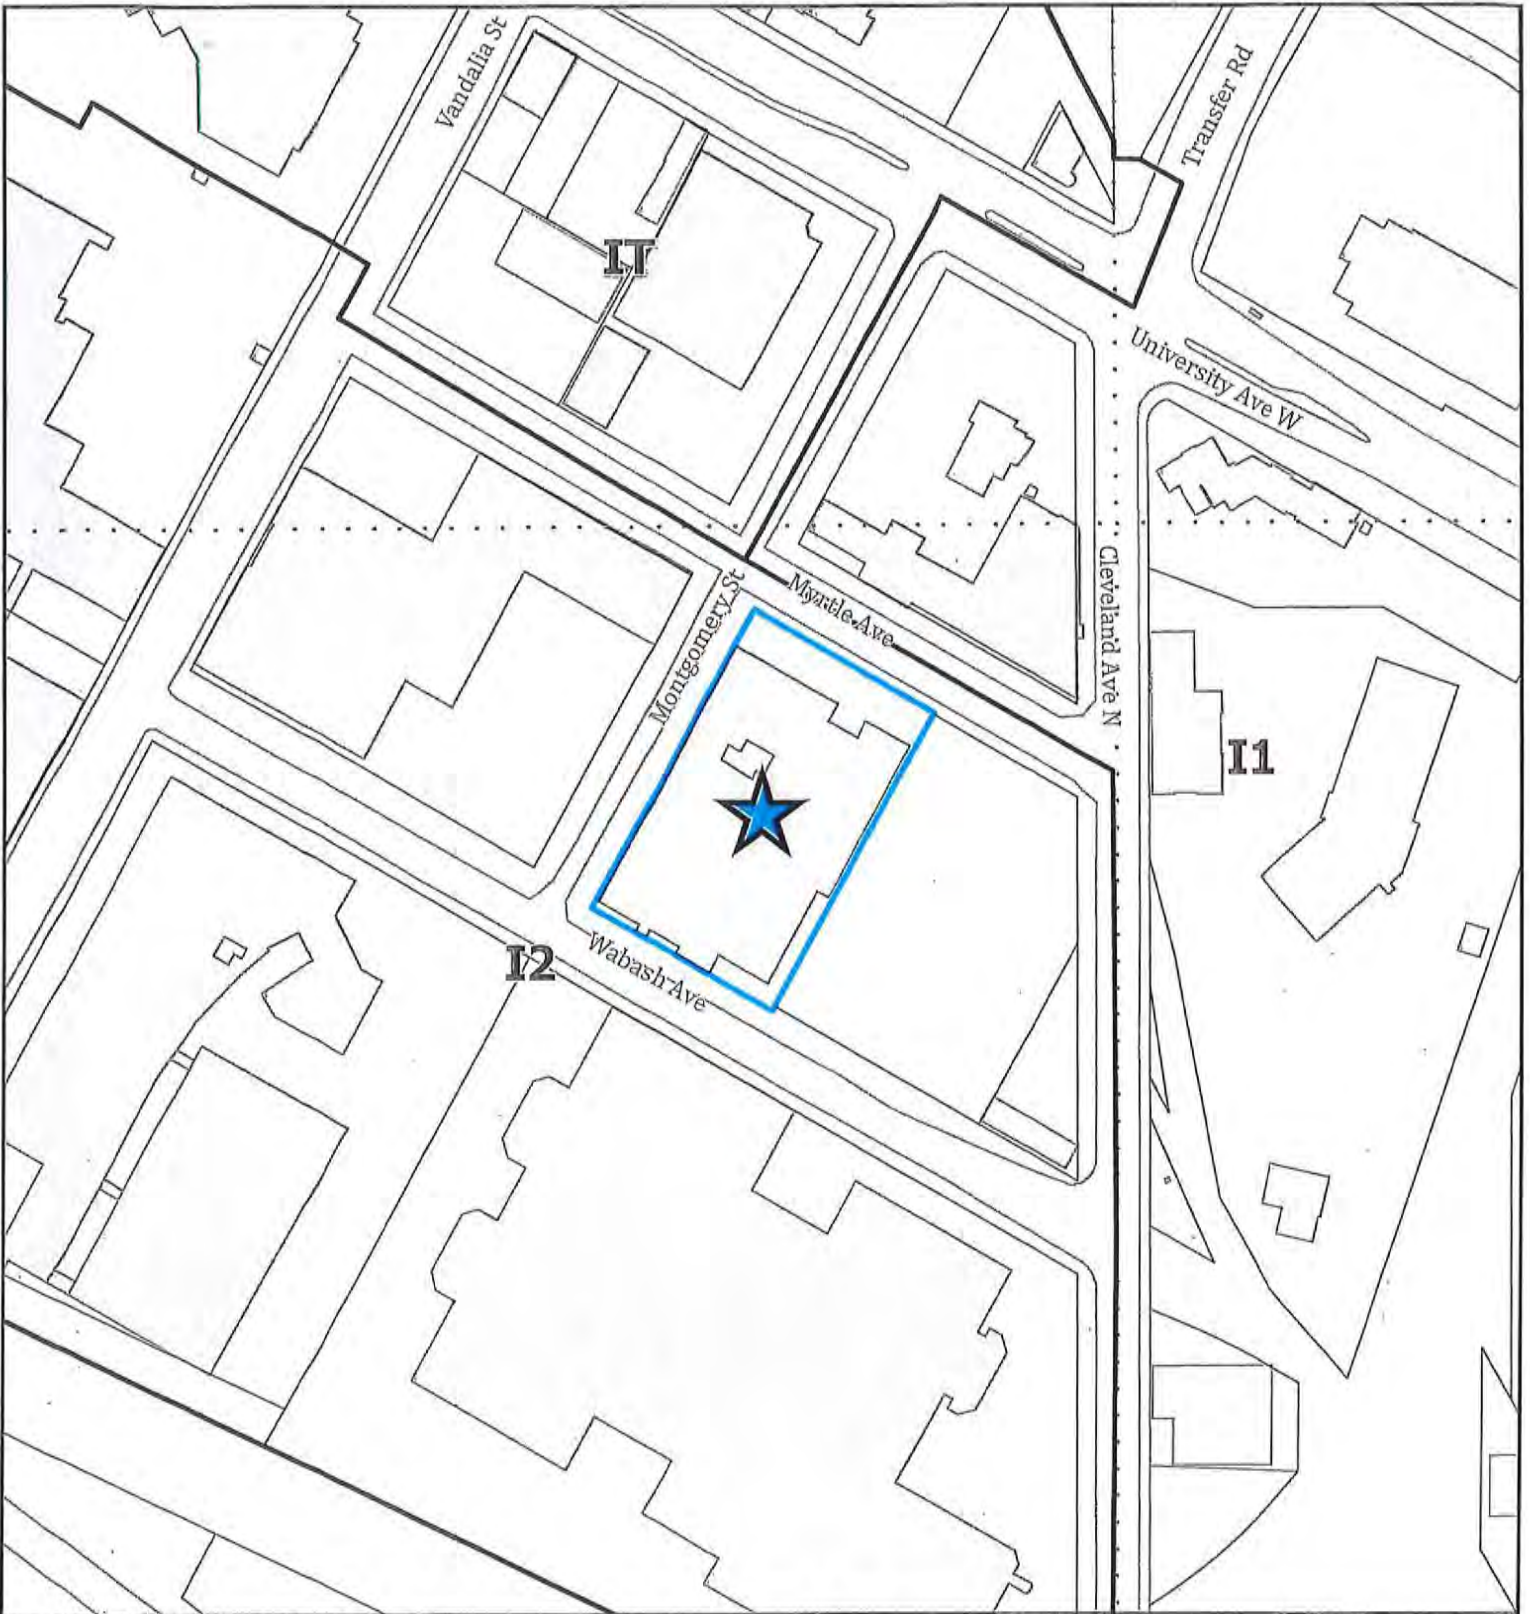 Vandalia St
Transfer Rd
IT
University Ave W
Myrtle Ave
Cleveland Ave N
Montgomery St
I1
I2
Wabash Ave